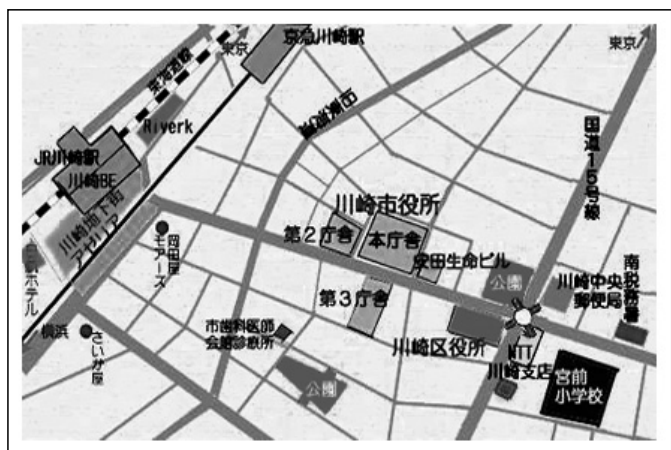 東京
京急川崎駅
東海道線
Riverk
JR川崎駅
川崎BE
川崎地下街
アゼリア
ホテル
横浜
岡田屋
モアーズ
さいか屋
旧東海道
川崎市役所
第2庁舎
本庁舎
安田生命ビル
第3庁舎
市歯科医師
会館診療所
公園
東京
国道15号線
公園
川崎中央
郵便局
南税務署
川崎区役所
NTT
川崎支店
宮前
小学校